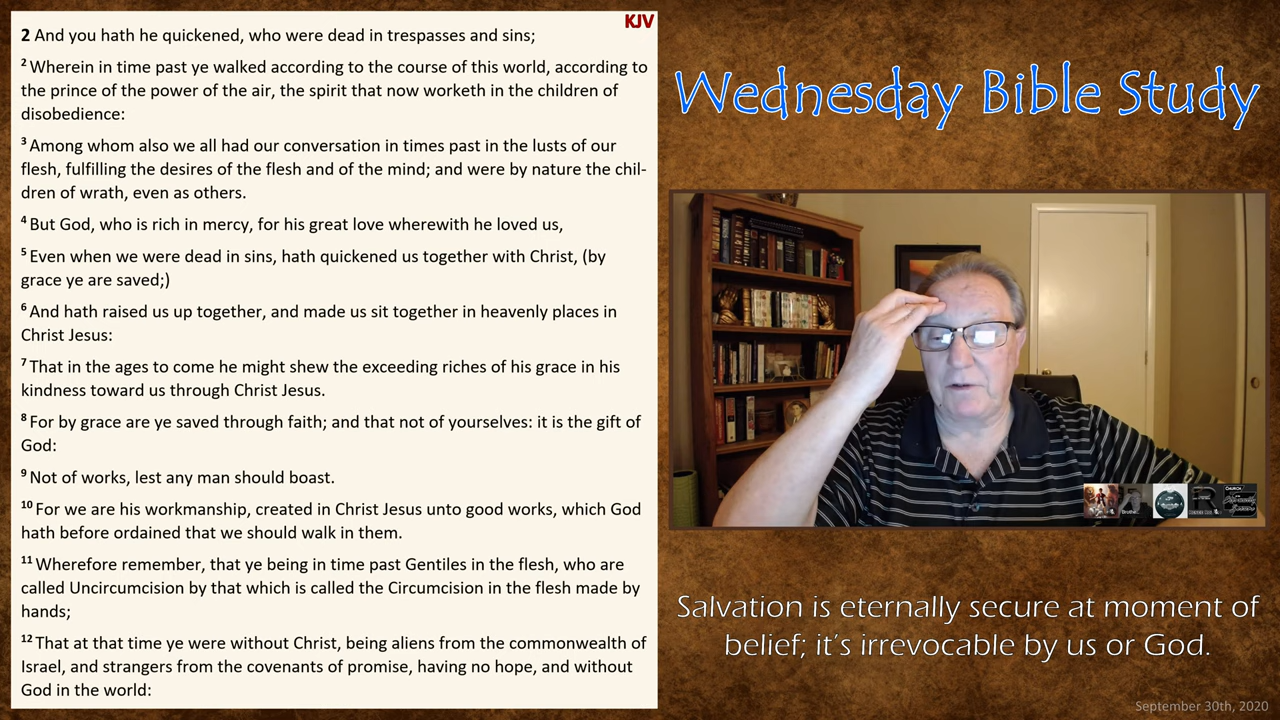 KJV
2 And you hath he quickened, who were dead in trespasses and sins;
2 Wherein in time past ye walked according to the course of this world, according to
the prince of the power of the air, the spirit that now worketh in the children of
disobedience:
3 Among whom also we all had our conversation in times past in the lusts of our
flesh, fulfilling the desires of the flesh and of the mind; and were by nature the chil-
dren of wrath, even as others.
4 But God, who is rich in mercy, for his great love wherewith he loved us,
5 Even when we were dead in sins, hath quickened us together with Christ, (by
grace ye are saved;)
6 And hath raised us up together, and made us sit together in heavenly places in
Christ Jesus:
7 That in the ages to come he might shew the exceeding riches of his grace in his
kindness toward us through Christ Jesus.
8 For by grace are ye saved through faith; and that not of yourselves: it is the gift of
God:
9 Not of works, lest any man should boast.
10 For we are his workmanship, created in Christ Jesus unto good works, which God
hath before ordained that we should walk in them.
11 Wherefore remember, that ye being in time past Gentiles in the flesh, who are
called Uncircumcision by that which is called the Circumcision in the flesh made by
hands;
12 That at that time ye were without Christ, being aliens from the commonwealth of
Israel, and strangers from the covenants of promise, having no hope, and without
God in the world:
Wednesday Bible Study
CHURCH
Brothe...
Salvation is eternally secure at moment of
belief; it's irrevocable by us or God.
September 30th, 2020